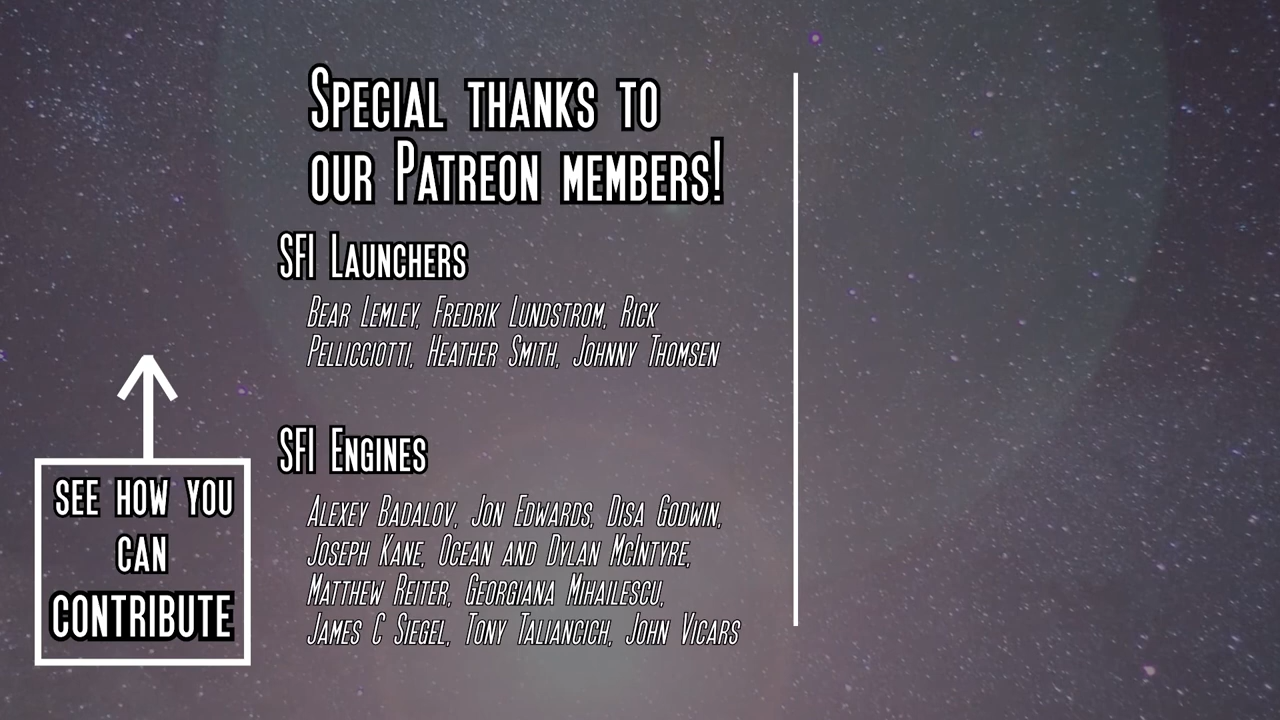 Special thanks to
our Patreon members!
SFI Launchers
Bear Lemley, Fredrik Lundstrom, Rick
Pellicciotti, Heather Smith, Johnny Thomsen
SFI Engines
Alexey Badalov, Jon Edwards, Disa Godwin,
Joseph Kane, Ocean and Dylan McIntyre,
Matthew Reiter, Georgiana Mihailescu,
James C Siegel, Tony Taliancich, John Vicars
see how you
can
contribute